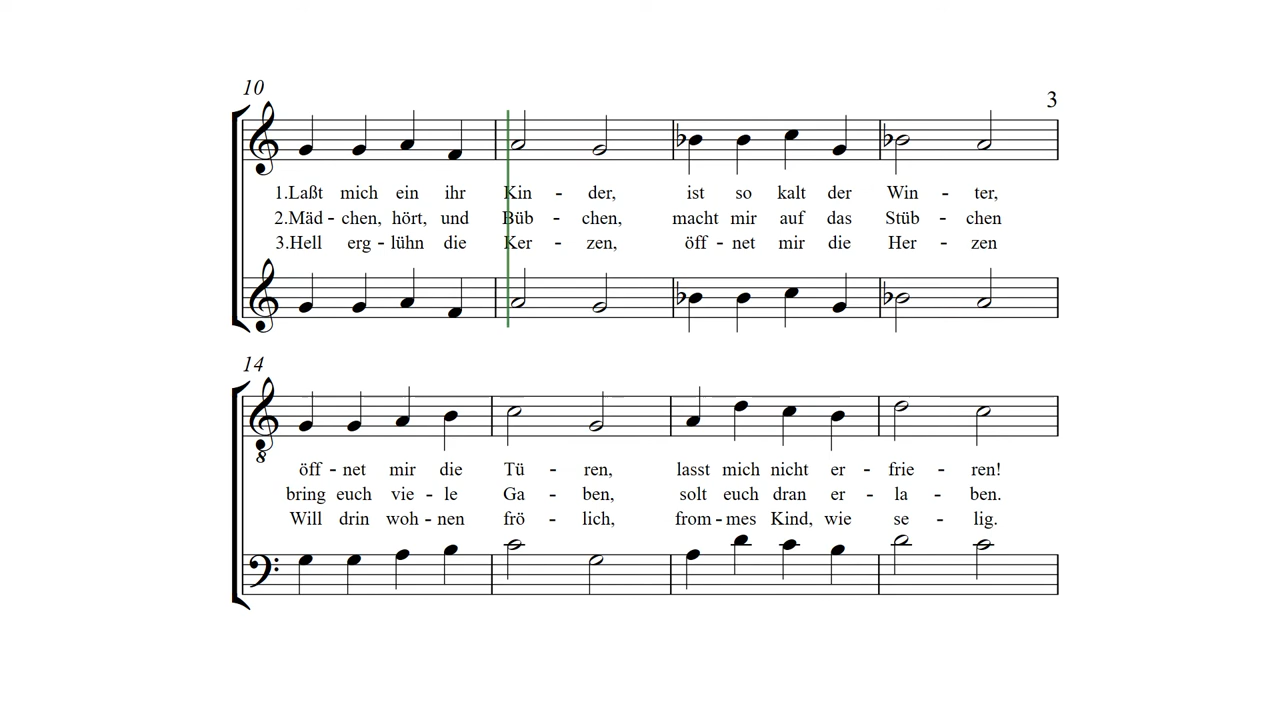 10
3
1.Laßt mich ein ihr Kin - der, ist so kalt der Win - ter,
2.Mäd - chen, hört, und Büb - chen, macht mir auf das Stüb - chen
3.Hell erg - lühn die Ker - zen, öff - net mir die Her - zen
14
8
öff - net mir die Tü - ren, lasst mich nicht er - frie - ren!
bring euch vie - le Ga - ben, solt euch dran er - la - ben.
Will drin woh - nen frö - lich, from - mes Kind, wie se - lig.